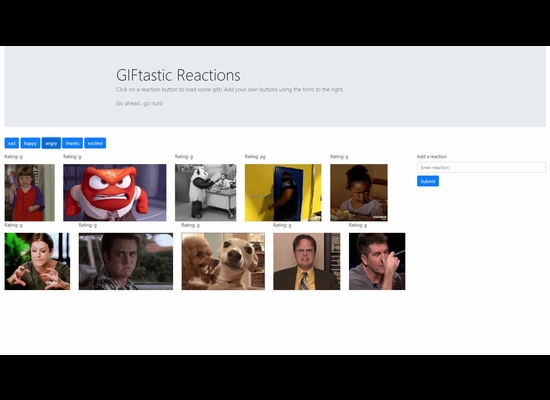 GIFtastic Reactions
Click on a reaction button to load some gifs! Add your own buttons using the form to the right.
Go ahead...go nuts!
sad happy angry thanks excited
Rating: g Rating: g Rating: g Rating: pg Rating: g
Add a reaction
Enter reaction
Submit
Rating: g Rating: g Rating: g Rating: g Rating: g